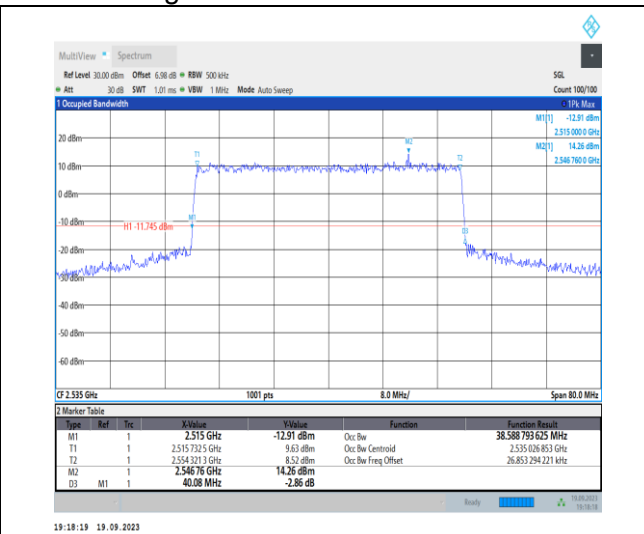 MultiView Spectrum
Ref Level 30.00 dBm Offset 6.98 dB RBW 500 kHz SGL
Att 30 dB SWT 1.01 ms VBW 1 MHz Mode Auto Sweep Count 100/100
1 Occupied Bandwidth 1Pk Max
M1[1] -12.91 dBm
2.515 000 0 GHz
M2[1] 14.26 dBm
2.546 760 0 GHz
20 dBm
M2
T1
T2
10 dBm
0 dBm
M1
-10 dBm
H1 -11.745 dBm
D3
-20 dBm
-30 dBm
-40 dBm
-50 dBm
-60 dBm
CF 2.535 GHz 1001 pts 8.0 MHz/ Span 80.0 MHz
2 Marker Table
Type Ref Trc X-Value Y-Value Function Function Result
M1 1 2.515 GHz -12.91 dBm Occ Bw 38.588 793 625 MHz
T1 1 2.515 732 5 GHz 9.63 dBm Occ Bw Centroid 2.535 026 853 GHz
T2 1 2.554 321 3 GHz 8.52 dBm Occ Bw Freq Offset 26.853 294 221 kHz
M2 1 2.546 76 GHz 14.26 dBm
D3 M1 1 40.08 MHz -2.86 dB
Ready 19.09.2023
19:18:18
19:18:19 19.09.2023